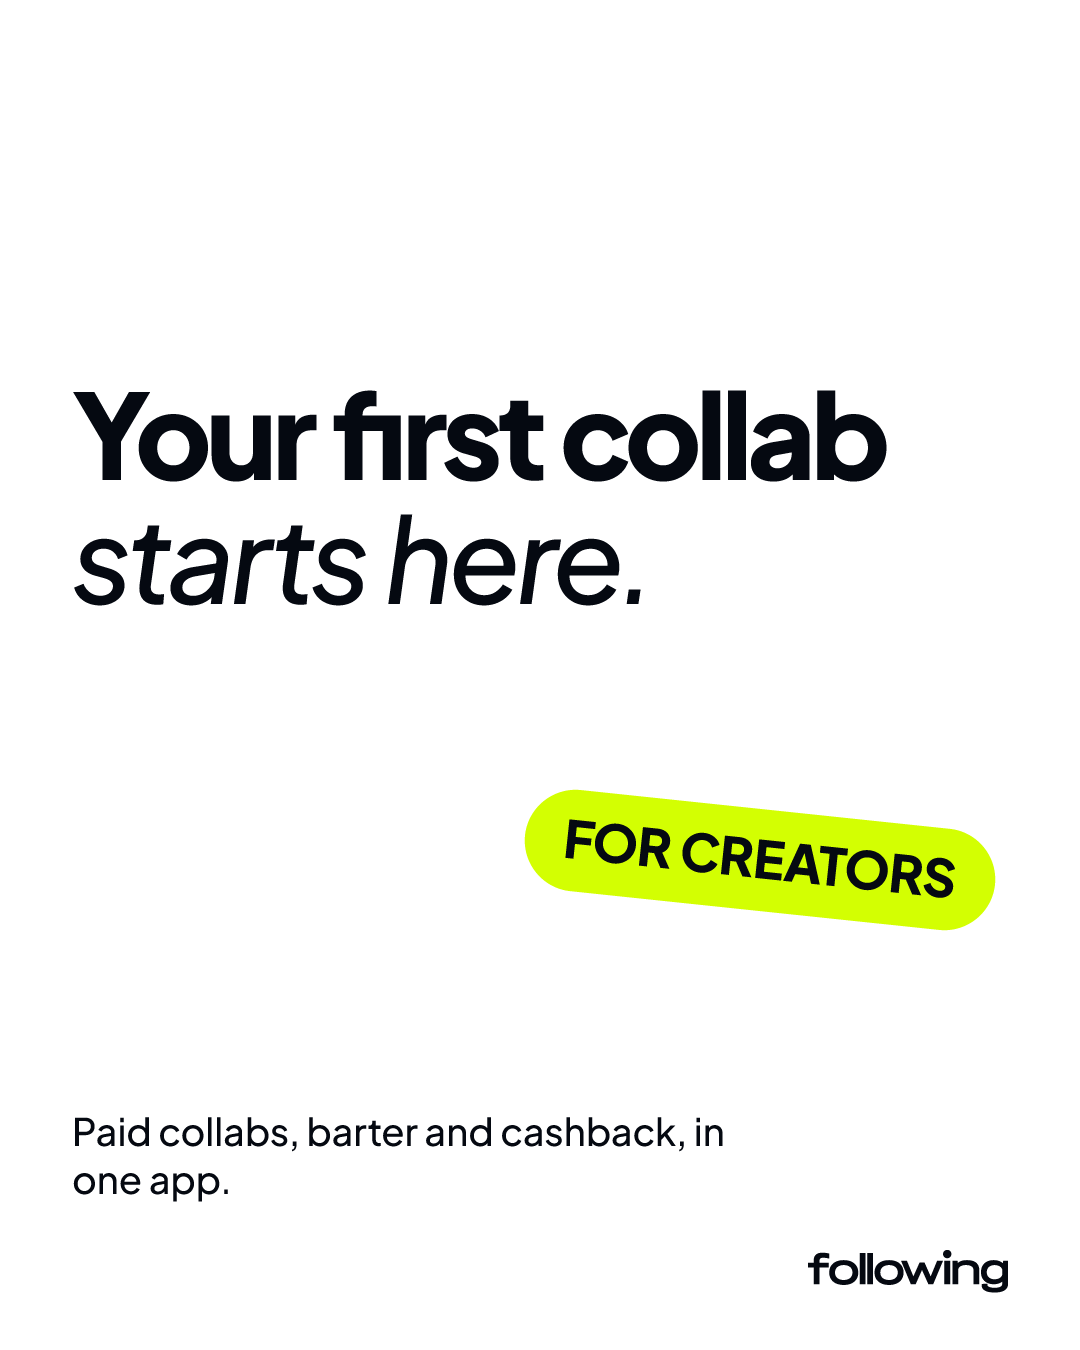 Your first collab
starts here.
FOR CREATORS
Paid collabs, barter and cashback, in
one app.
following